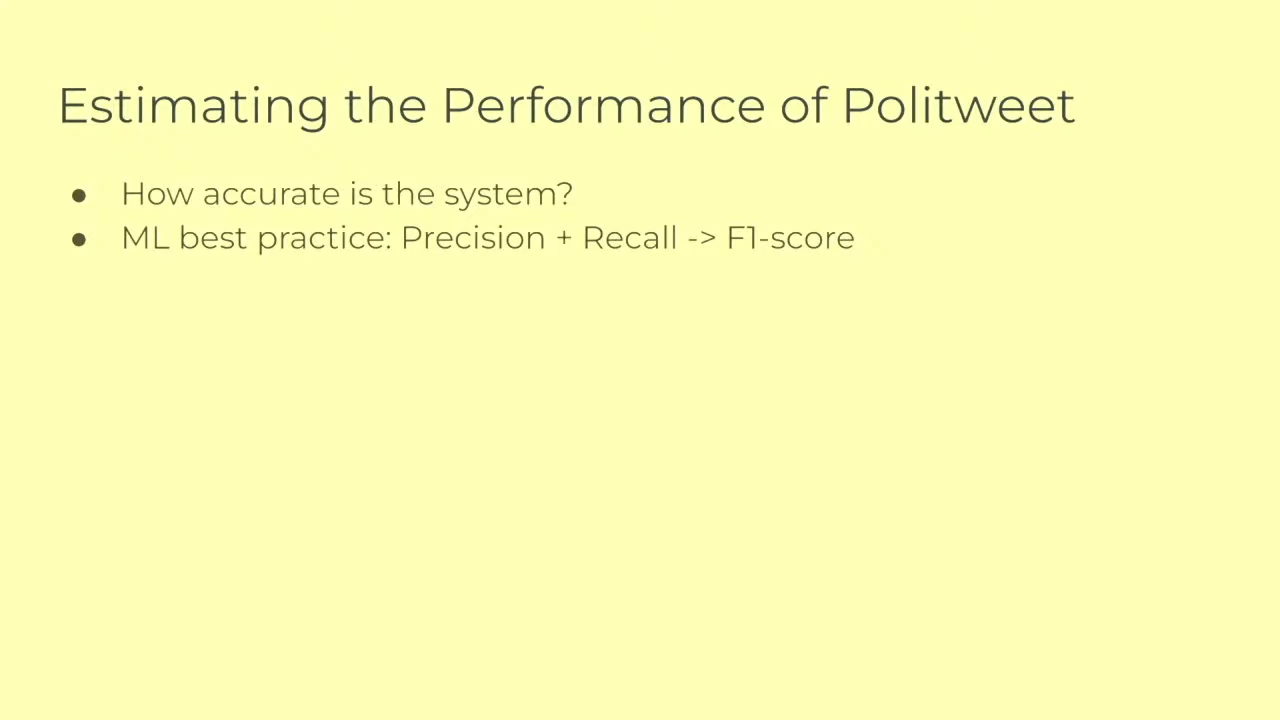 Estimating the Performance of Politweet
● How accurate is the system?
● ML best practice: Precision + Recall -> F1-score